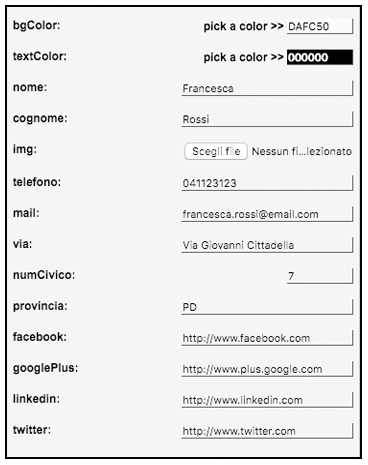 bgColor: pick a color >> DAFC50
textColor: pick a color >> 000000
nome: Francesca
cognome: Rossi
img: Scegli file Nessun fi...lezionato
telefono: 041123123
mail: francesca.rossi@email.com
via: Via Giovanni Cittadella
numCivico: 7
provincia: PD
facebook: http://www.facebook.com
googlePlus: http://www.plus.google.com
linkedin: http://www.linkedin.com
twitter: http://www.twitter.com